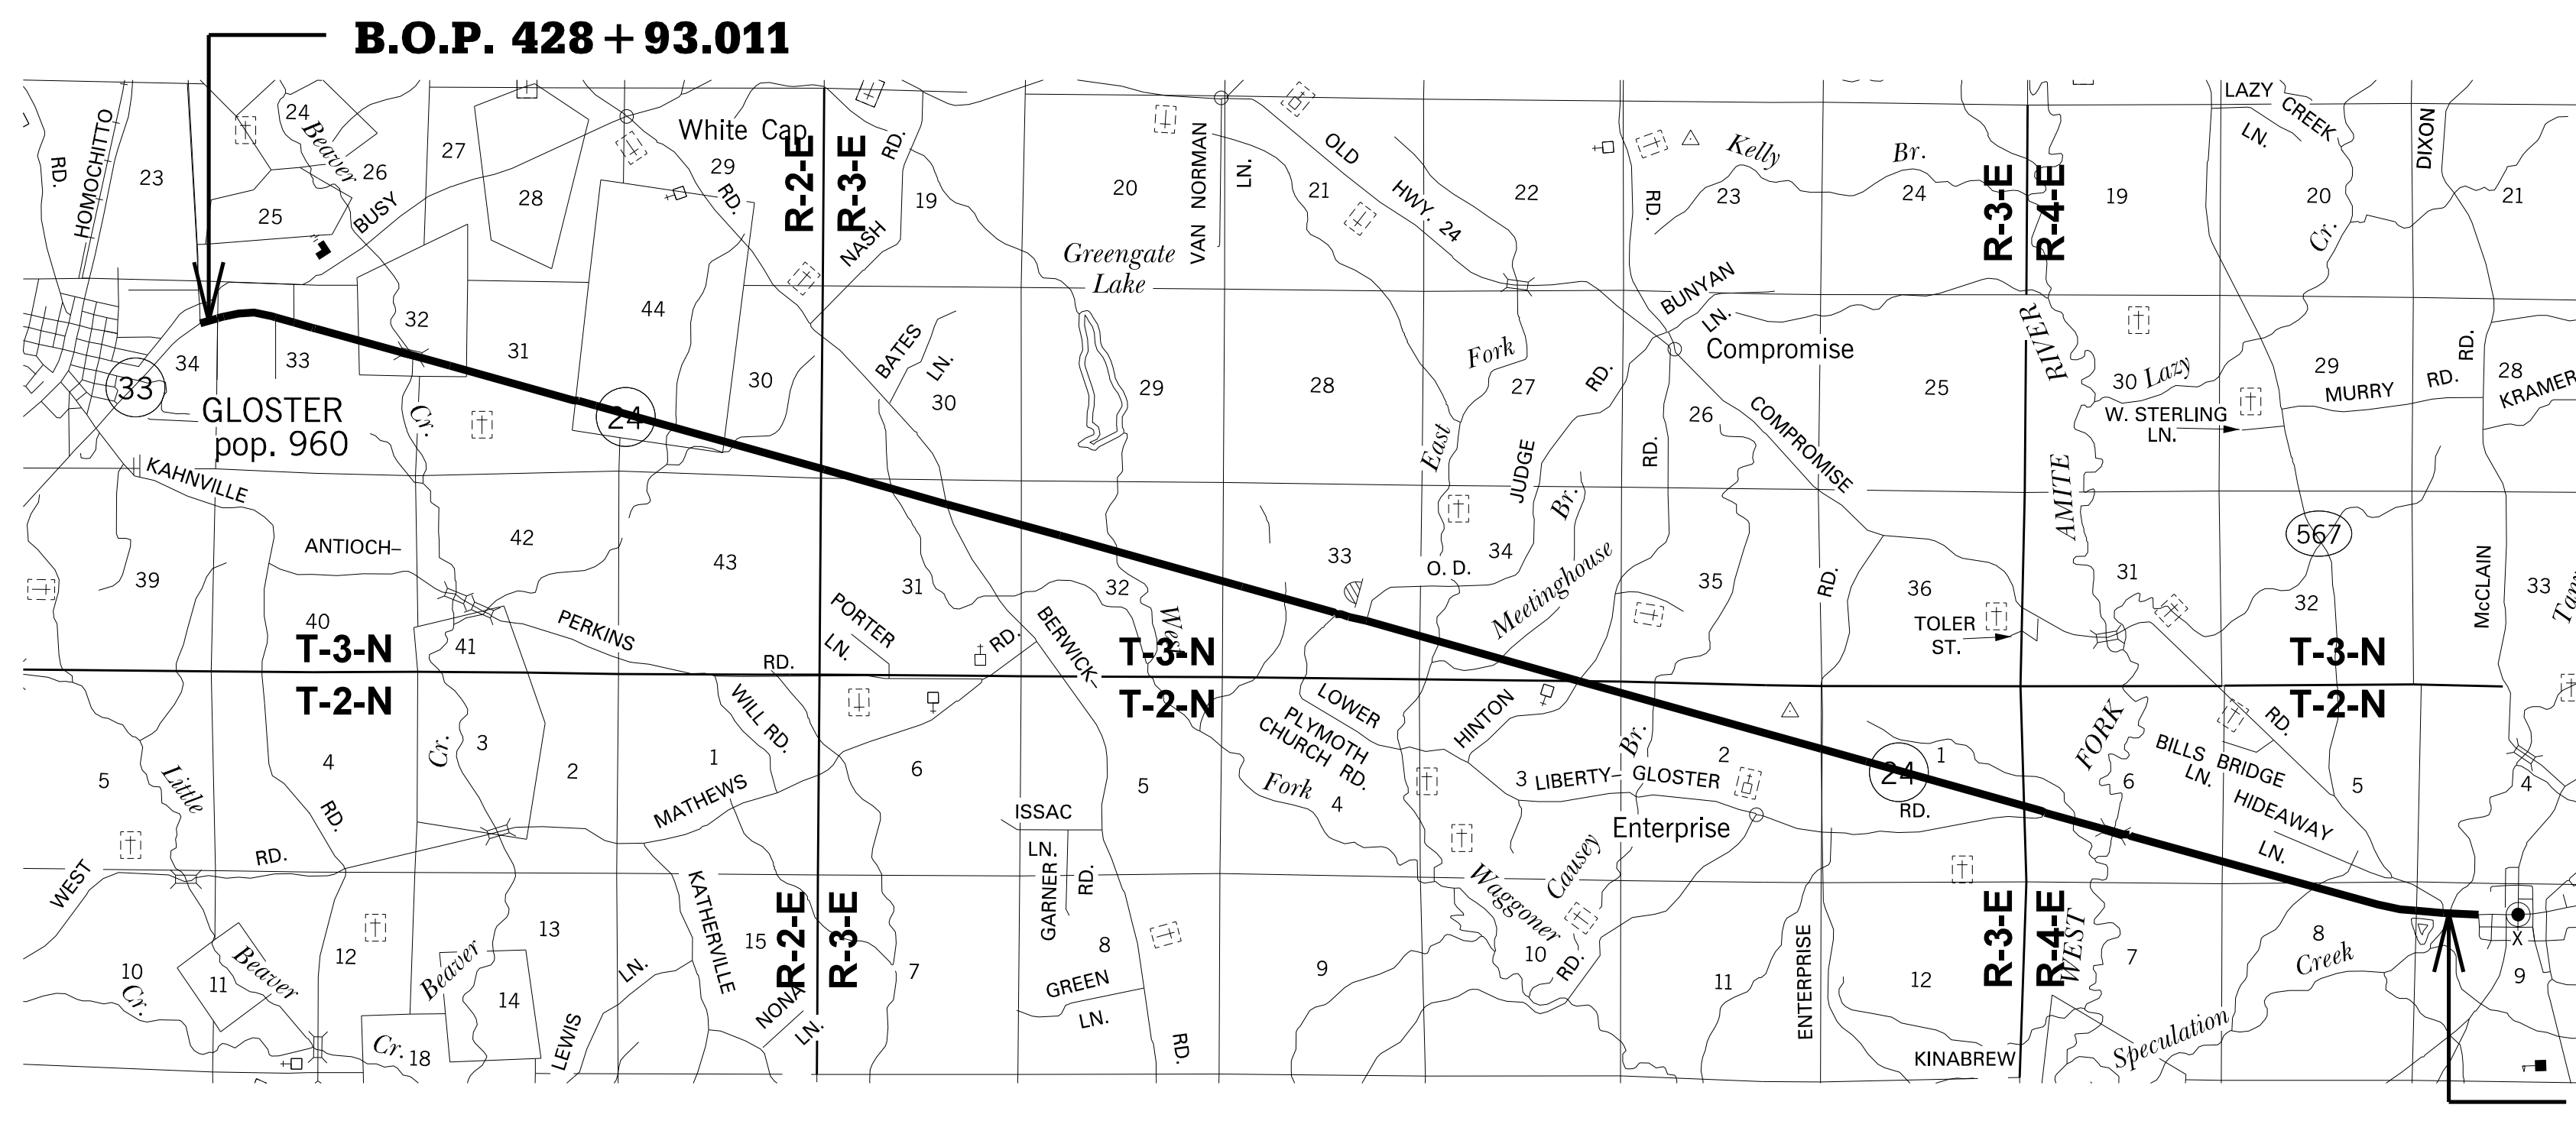 B.O.P. 428+93.011
LAZY
CREEK
LN.
DIXON
HOMOCHITTO
RD.
24
Beaver
26
27
28
White Cap
29
RD.
R-2-E
R-3-E
RD.
NASH
19
20
Greengate
Lake
VAN NORMAN
LN.
21
OLD
HWY. 24
22
RD.
Kelly
Br.
23
24
R-3-E
R-4-E
19
20
Cr.
21
23
25
BUSY
32
44
31
30
BATES
LN.
30
29
28
Fork
27
RD.
BUNYAN
LN.
Compromise
25
26
COMPROMISE
RIVER
30
Lazy
W. STERLING
LN.
29
MURRY
RD.
RD.
28
KRAMER
34
33
33
24
GLOSTER
pop. 960
Cr.
KAHNVILLE
East
JUDGE
Br.
RD.
AMITE
567
McCLAIN
39
ANTIOCH–
42
43
31
32
33
O. D.
34
Meetinghouse
35
RD.
36
31
32
33
TOLER
ST.
40
41
PERKINS
RD.
PORTER
LN.
RD.
BERWICK–
West
T-3-N
T-3-N
T-3-N
T-2-N
T-2-N
T-2-N
5
Little
4
RD.
Cr.
3
2
WILL RD.
1
MATHEWS
6
5
LOWER
PLYMOTH
CHURCH RD.
Fork
4
HINTON
3
LIBERTY–
GLOSTER
Br.
2
24
1
RD.
Enterprise
FORK
6
BILLS BRIDGE
LN.
RD.
HIDEAWAY
LN.
5
4
WEST
RD.
ISSAC
LN.
GARNER
RD.
Waggoner
Causey
10
Cr.
11
Beaver
12
Beaver
13
14
Cr.
18
LEWIS
LN.
KATHERVILLE
15
NONA
LN.
R-2-E
R-3-E
7
8
GREEN
LN.
RD.
9
10
RD.
11
ENTERPRISE
12
KINABREW
R-3-E
R-4-E
WEST
7
Speculation
Creek
8
9
X